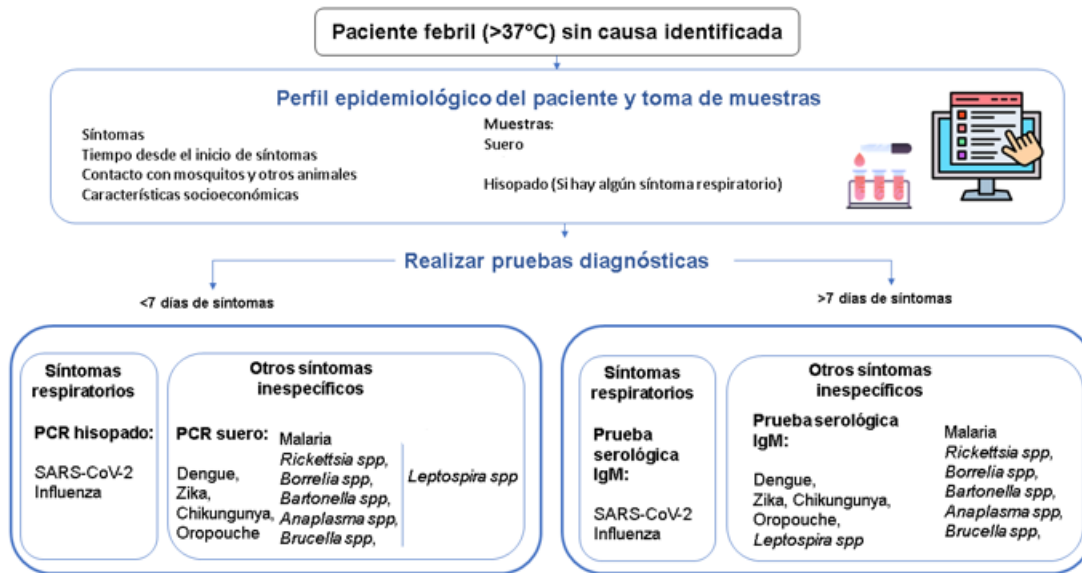 Paciente febril (>37°C) sin causa identificada
Perfil epidemiológico del paciente y toma de muestras
Síntomas
Tiempo desde el inicio de síntomas
Contacto con mosquitos y otros animales
Características socioeconómicas
Muestras:
Suero
Hisopado (Si hay algún síntoma respiratorio)
Realizar pruebas diagnósticas
<7 días de síntomas
Síntomas
respiratorios
PCR hisopado:
SARS-CoV-2
Influenza
Otros síntomas
inespecíficos
PCR suero:
Dengue,
Zika,
Chikungunya,
Oropouche
Malaria
Rickettsia spp,
Borrelia spp,
Bartonella spp,
Anaplasma spp,
Brucella spp,
Leptospira spp
>7 días de síntomas
Síntomas
respiratorios
Prueba
serológica
IgM:
SARS-CoV-2
Influenza
Otros síntomas
inespecíficos
Prueba serológica
IgM:
Dengue,
Zika, Chikungunya,
Oropouche,
Leptospira spp
Malaria
Rickettsia spp,
Borrelia spp,
Bartonella spp,
Anaplasma spp,
Brucella spp,